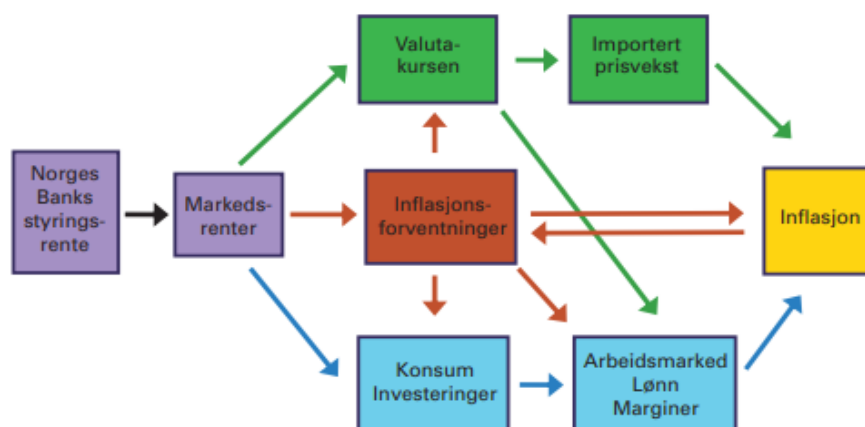 Valuta-
kursen
Importert
prisvekst
Norges
Banks
styrings-
rente
Markeds-
renter
Inflasjons-
forventninger
Inflasjon
Konsum
Investeringer
Arbeidsmarked
Lønn
Marginer